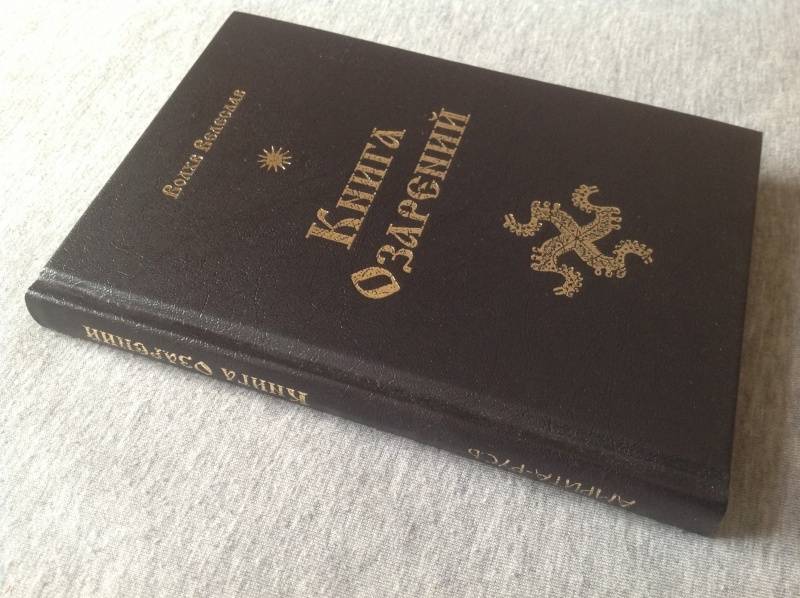 Волхв Велеслав
Книга
Озарений
Книга Озарений
Амрита-Русь